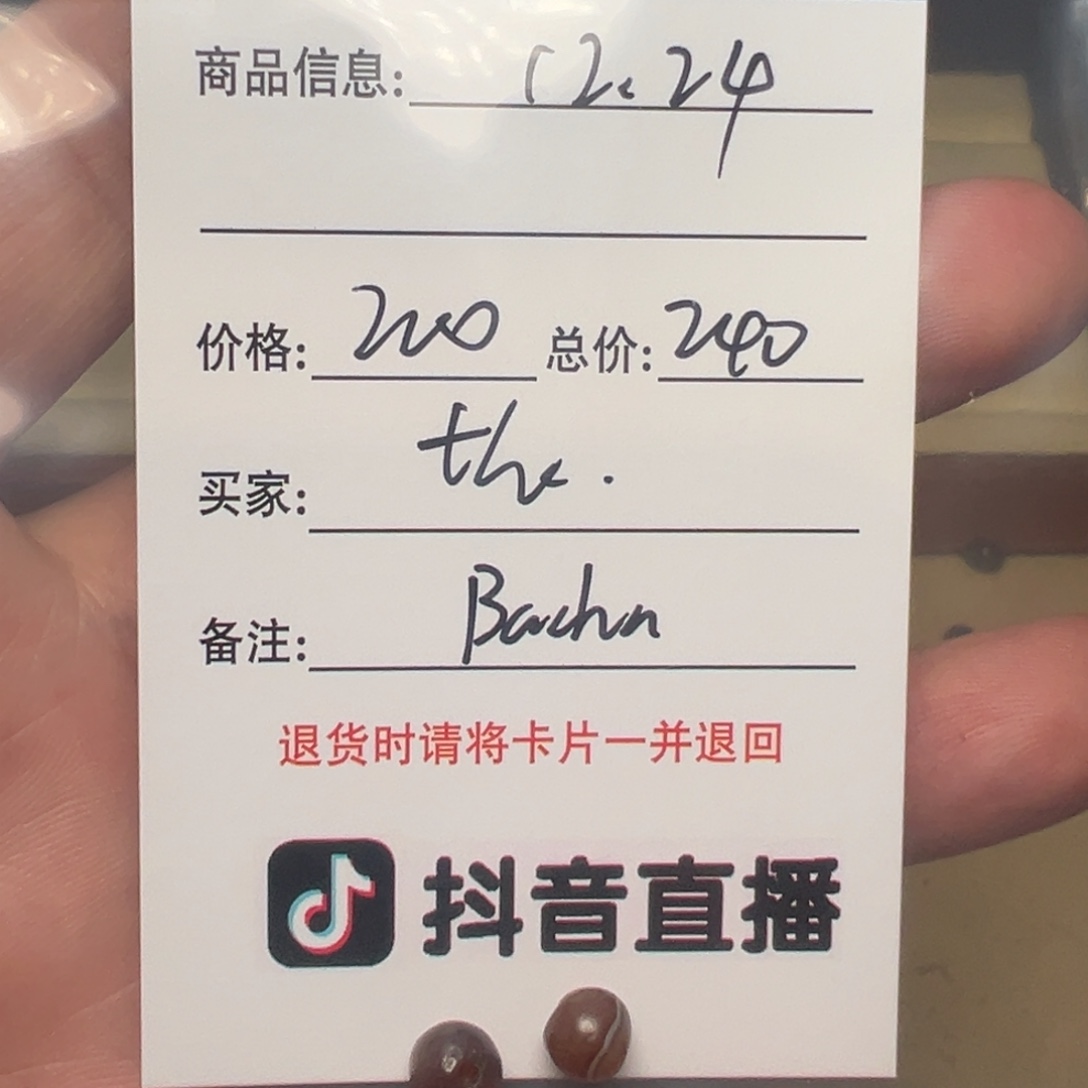 商品信息: 12.24
价格: 200 总价: 240
买家: the.
备注: Bachn
退货时请将卡片一并退回
抖音直播